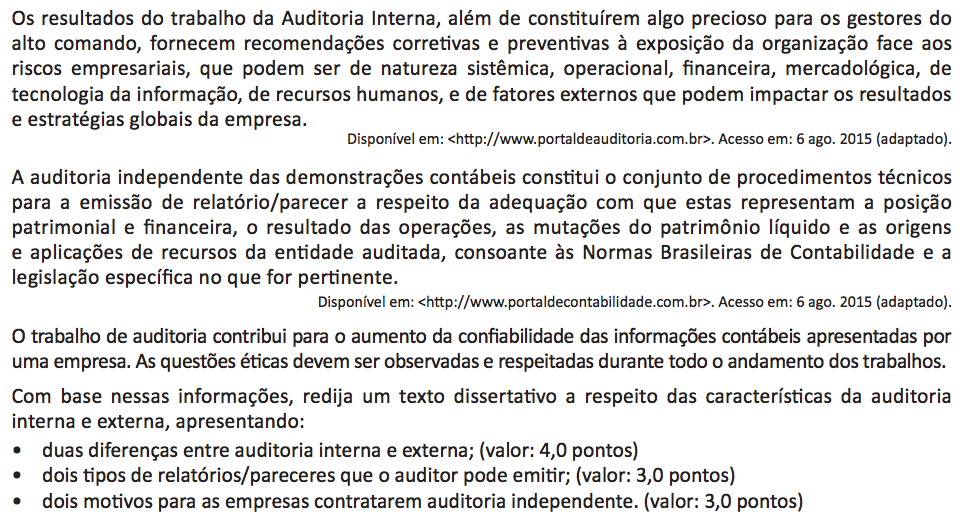 Os resultados do trabalho da Auditoria Interna, além de constituírem algo precioso para os gestores do
alto comando, fornecem recomendações corretivas e preventivas à exposição da organização face aos
riscos empresariais, que podem ser de natureza sistêmica, operacional, financeira, mercadológica, de
tecnologia da informação, de recursos humanos, e de fatores externos que podem impactar os resultados
e estratégias globais da empresa.
Disponível em: <http://www.portaldeauditoria.com.br>. Acesso em: 6 ago. 2015 (adaptado).
A auditoria independente das demonstrações contábeis constitui o conjunto de procedimentos técnicos
para a emissão de relatório/parecer a respeito da adequação com que estas representam a posição
patrimonial e financeira, o resultado das operações, as mutações do patrimônio líquido e as origens
e aplicações de recursos da entidade auditada, consoante às Normas Brasileiras de Contabilidade e a
legislação específica no que for pertinente.
Disponível em: <http://www.portaldecontabilidade.com.br>. Acesso em: 6 ago. 2015 (adaptado).
O trabalho de auditoria contribui para o aumento da confiabilidade das informações contábeis apresentadas por
uma empresa. As questões éticas devem ser observadas e respeitadas durante todo o andamento dos trabalhos.
Com base nessas informações, redija um texto dissertativo a respeito das características da auditoria
interna e externa, apresentando:
• duas diferenças entre auditoria interna e externa; (valor: 4,0 pontos)
• dois tipos de relatórios/pareceres que o auditor pode emitir; (valor: 3,0 pontos)
• dois motivos para as empresas contratarem auditoria independente. (valor: 3,0 pontos)